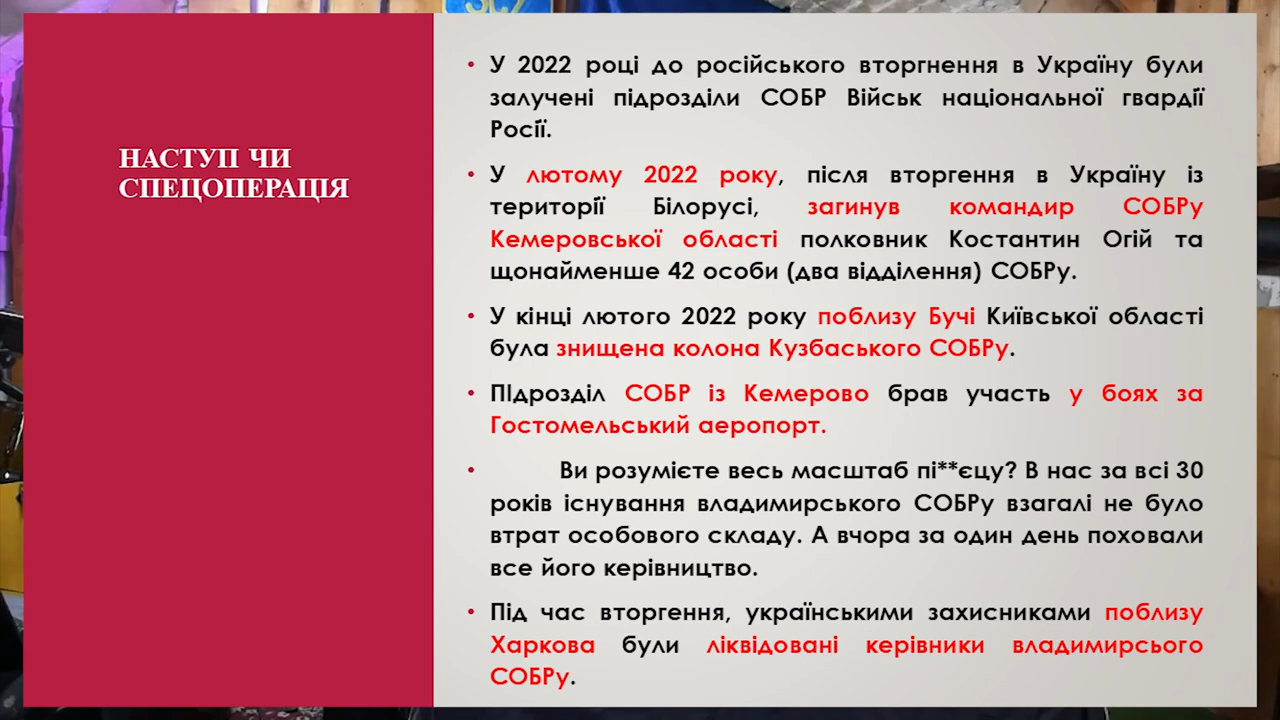 НАСТУП ЧИ
СПЕЦОПЕРАЦІЯ
• У 2022 році до російського вторгнення в Україну були
залучені підрозділи СОБР Військ національної гвардії
Росії.
• У лютому 2022 року, після вторгення в Україну із
території Білорусі, загинув командир СОБРу
Кемеровської області полковник Костантин Огій та
щонайменше 42 особи (два відділення) СОБРу.
• У кінці лютого 2022 року поблизу Бучі Київської області
була знищена колона Кузбаського СОБРу.
• ПІдрозділ СОБР із Кемерово брав участь у боях за
Гостомельський аеропорт.
• Ви розумієте весь масштаб пі**єцу? В нас за всі 30
років існування владимирського СОБРу взагалі не було
втрат особового складу. А вчора за один день поховали
все його керівництво.
• Під час вторгення, українськими захисниками поблизу
Харкова були ліквідовані керівники владимирсього
СОБРу.